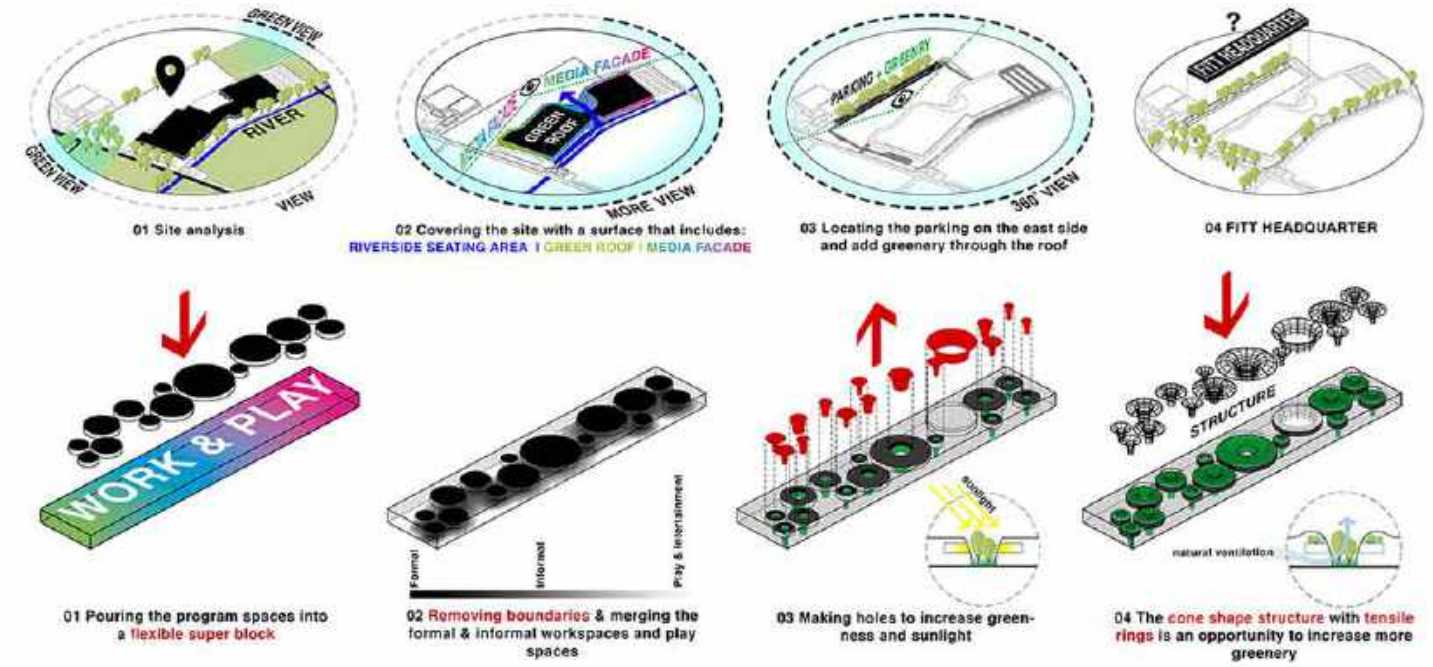 GREEN VIEW
RIVER
GREEN VIEW
VIEW
01 Site analysis
MEDIA FACADE
MEDIA FACADE
GREEN
ROOF
MORE VIEW
02 Covering the site with a surface that includes:
RIVERSIDE SEATING AREA I GREEN ROOF I MEDIA FACADE
PARKING + GREENRY
360° VIEW
03 Locating the parking on the east side
and add greenery through the roof
?
FITT HEADQUARTER
04 FITT HEADQUARTER
WORK & PLAY
01 Pouring the program spaces into
a flexible super block
Formal
Informal
Play & Intertainment
02 Removing boundaries & merging the
formal & informal workspaces and play
spaces
sunlight
03 Making holes to increase green-
ness and sunlight
STRUCTURE
natural ventilation
04 The cone shape structure with tensile
rings is an opportunity to increase more
greenery